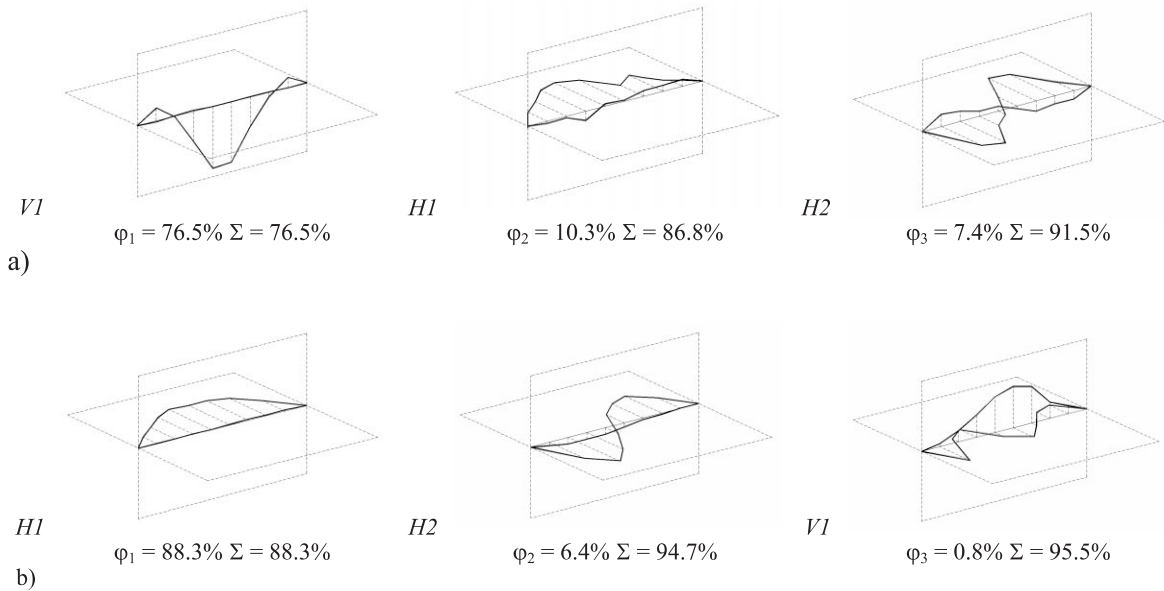 V1
H1
H2
φ₁ = 76.5% Σ = 76.5%
φ₂ = 10.3% Σ = 86.8%
φ₃ = 7.4% Σ = 91.5%
a)
H1
H2
V1
φ₁ = 88.3% Σ = 88.3%
φ₂ = 6.4% Σ = 94.7%
φ₃ = 0.8% Σ = 95.5%
b)